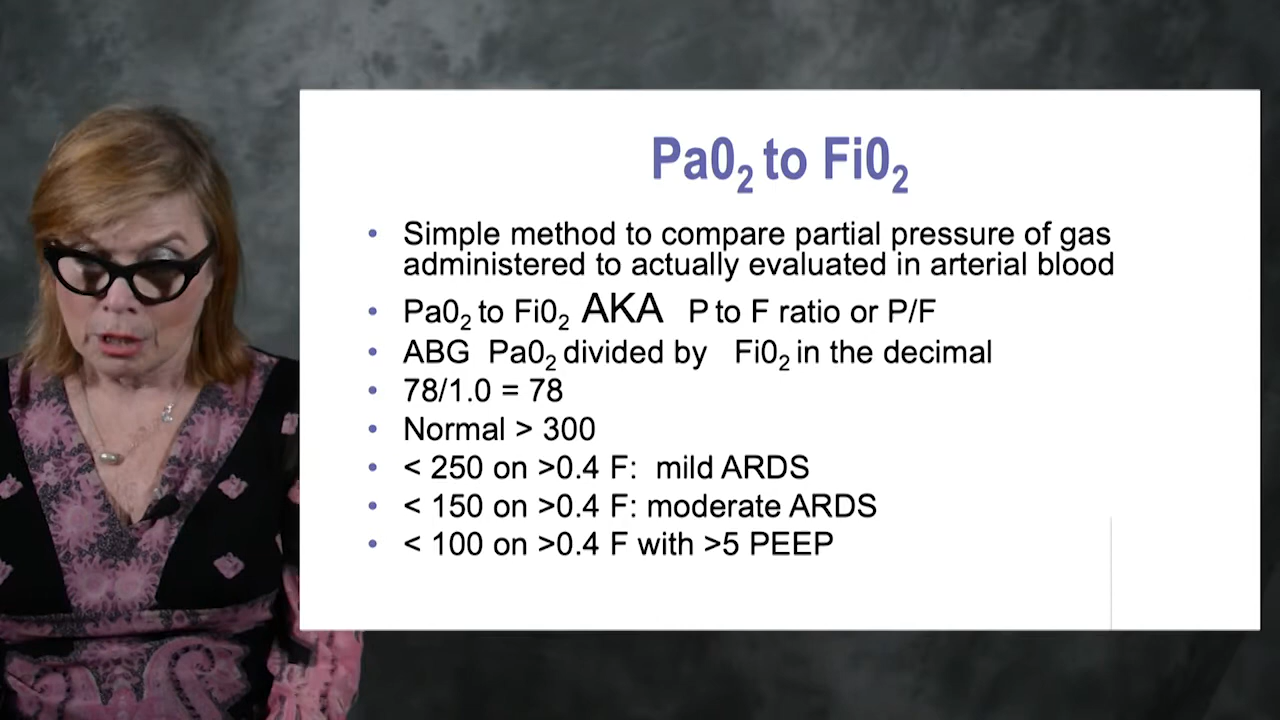 Pa0₂ to Fi0₂
• Simple method to compare partial pressure of gas
administered to actually evaluated in arterial blood
• Pa0₂ to Fi0₂ AKA P to F ratio or P/F
• ABG Pa0₂ divided by Fi0₂ in the decimal
• 78/1.0 = 78
• Normal > 300
• < 250 on >0.4 F: mild ARDS
• < 150 on >0.4 F: moderate ARDS
• < 100 on >0.4 F with >5 PEEP